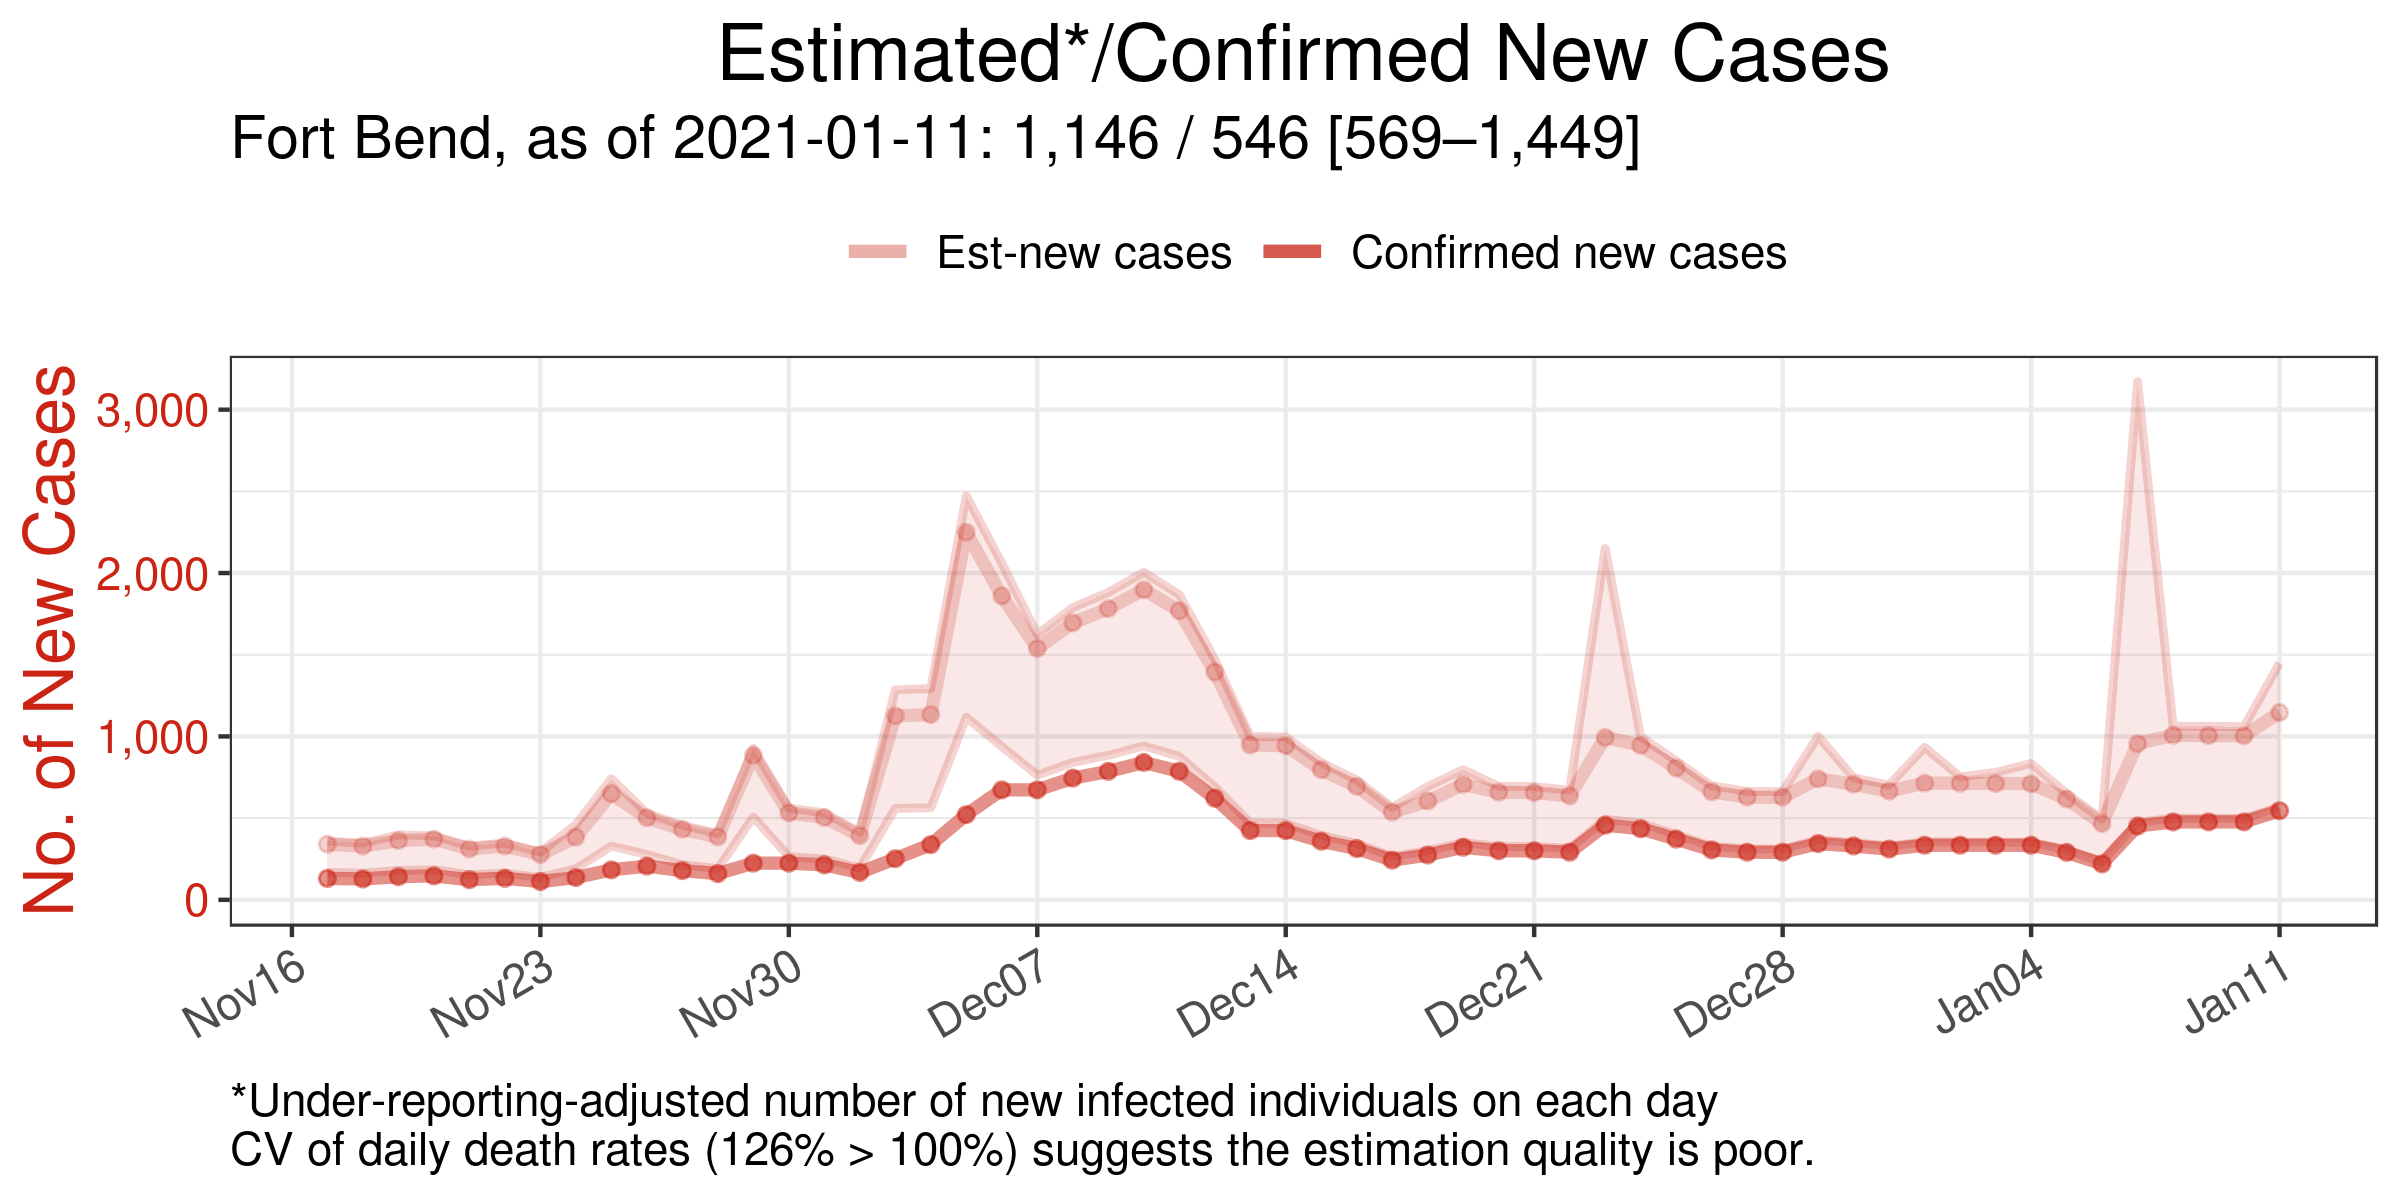 Estimated*/Confirmed New Cases
Fort Bend, as of 2021-01-11: 1,146 / 546 [569–1,449]
Est-new cases Confirmed new cases
No. of New Cases
3,000
2,000
1,000
0
Nov16 Nov23 Nov30 Dec07 Dec14 Dec21 Dec28 Jan04 Jan11
*Under-reporting-adjusted number of new infected individuals on each day
CV of daily death rates (126% > 100%) suggests the estimation quality is poor.